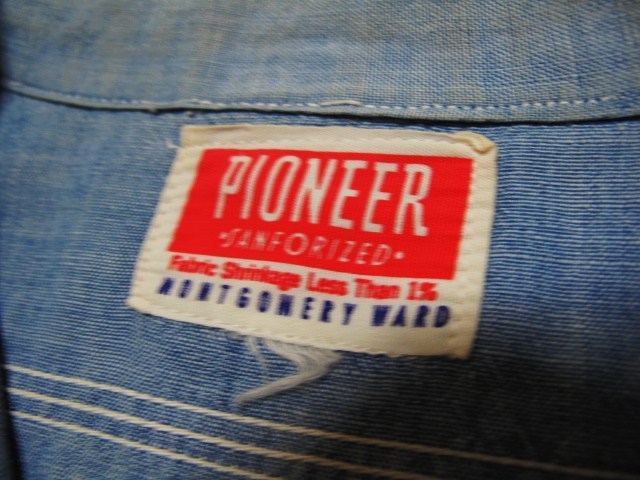 PIONEER
•SANFORIZED•
Fabric Shrinkage Less Than 1%
MONTGOMERY WARD